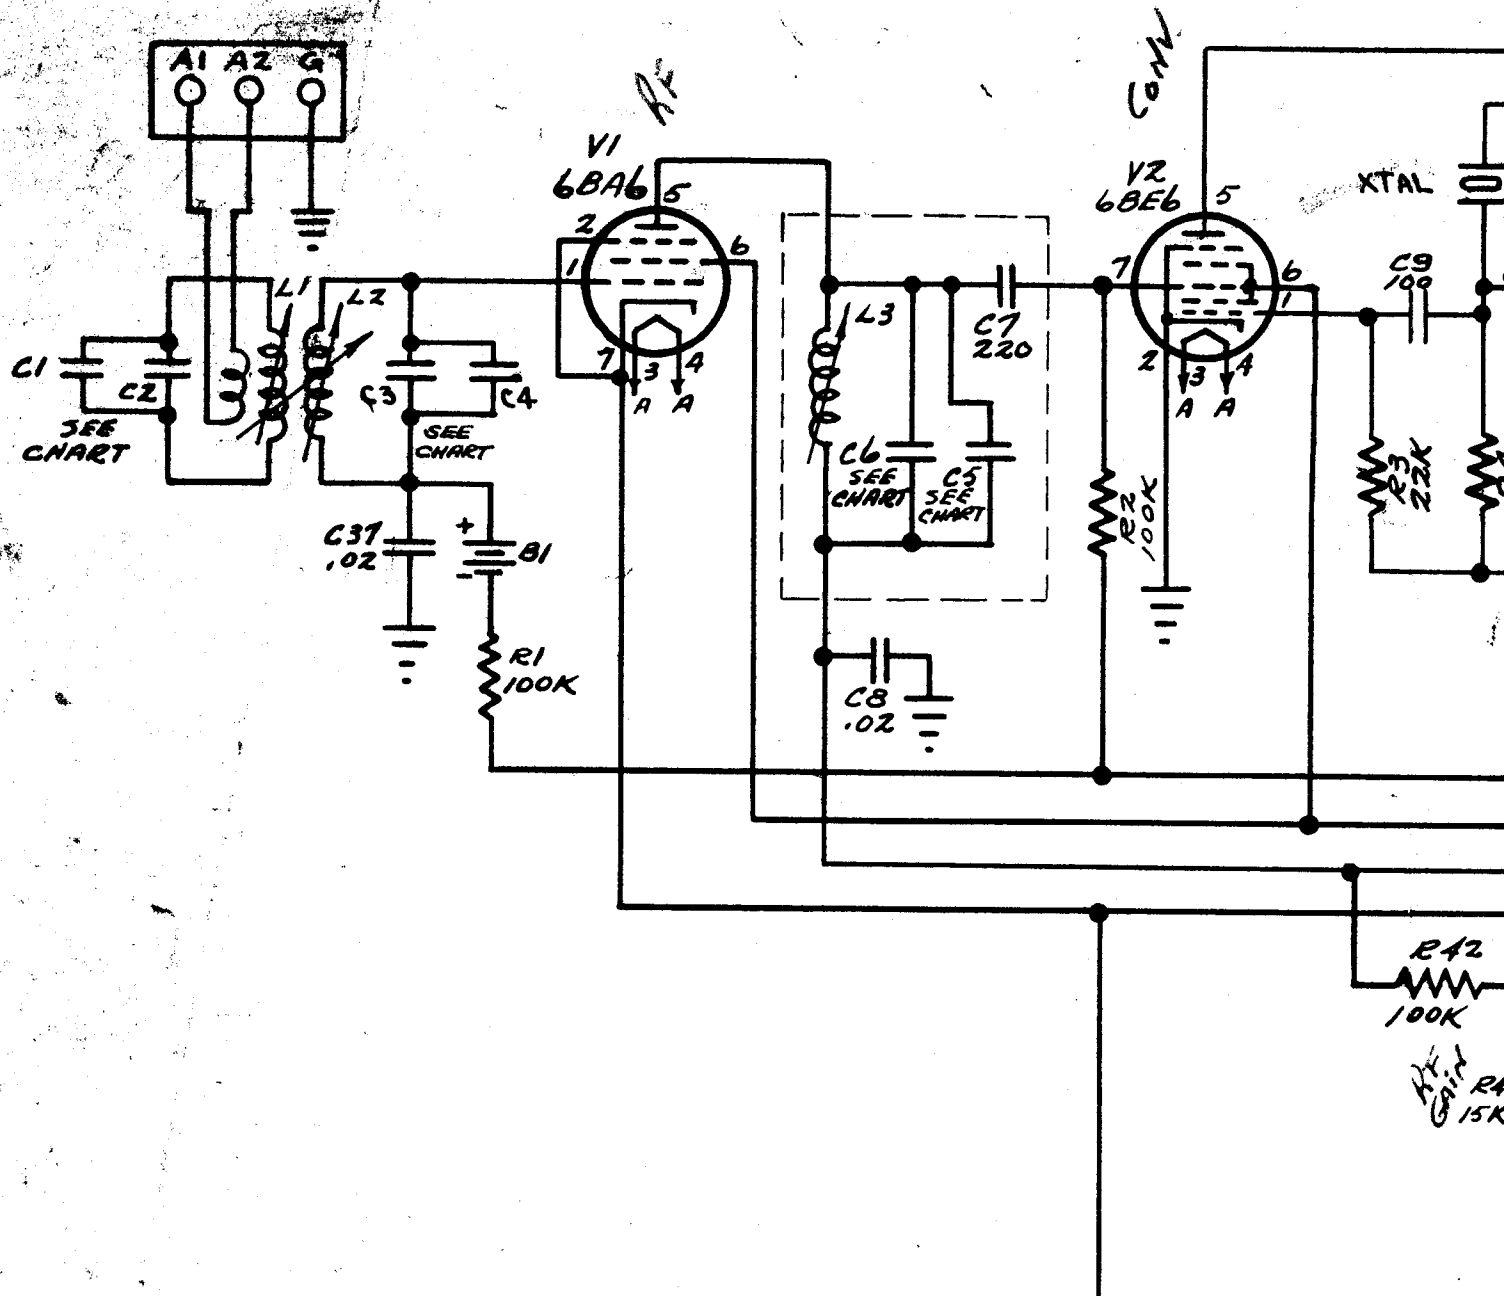 A1 A2 G
RF
CONV
V1
6BA6
5
2
1
6
7
3
4
A A
V2
6BE6
5
7
6
1
2
3
4
A A
XTAL
C9
100
L1
L2
L3
C1
C2
SEE
CHART
C3
C4
SEE
CHART
C7
220
C6
SEE
CHART
C5
SEE
CHART
R2
100K
R3
22K
C37
.02
+
-
B1
R1
100K
C8
.02
R42
100K
RF
GAIN
R4
15K